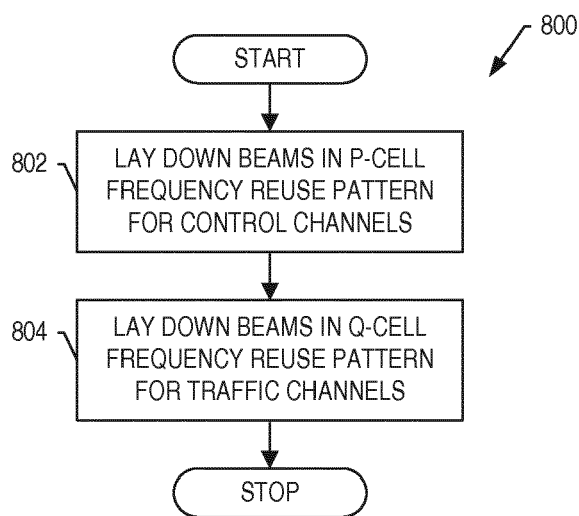 800
START
802
LAY DOWN BEAMS IN P-CELL
FREQUENCY REUSE PATTERN
FOR CONTROL CHANNELS
804
LAY DOWN BEAMS IN Q-CELL
FREQUENCY REUSE PATTERN
FOR TRAFFIC CHANNELS
STOP